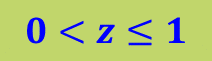 0 < z ≤ 1